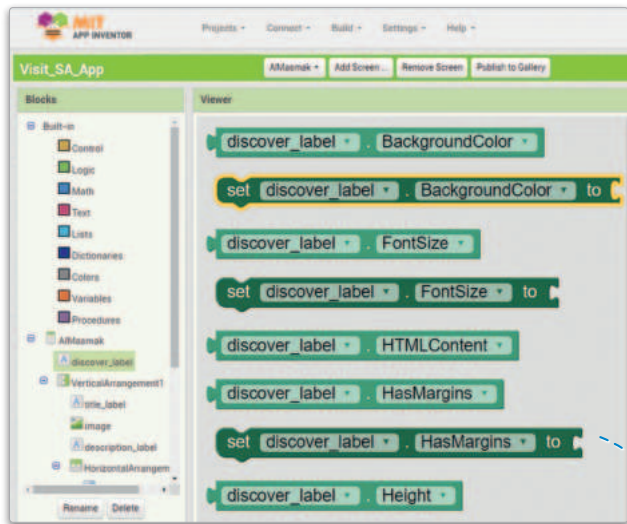 MIT
APP INVENTOR
Projects Connect Build Settings Help
Visit_SA_App
AlMasmak Add Screen ... Remove Screen Publish to Gallery
Blocks
Built-in
Control
Logic
Math
Text
Lists
Dictionaries
Colors
Variables
Procedures
AlMasmak
A discover_label
VerticalArrangement1
A title_label
image
A description_label
HorizontalArrangem
Rename Delete
Viewer
discover_label . BackgroundColor
set discover_label . BackgroundColor to
discover_label . FontSize
set discover_label . FontSize to
discover_label . HTMLContent
discover_label . HasMargins
set discover_label . HasMargins to
discover_label . Height